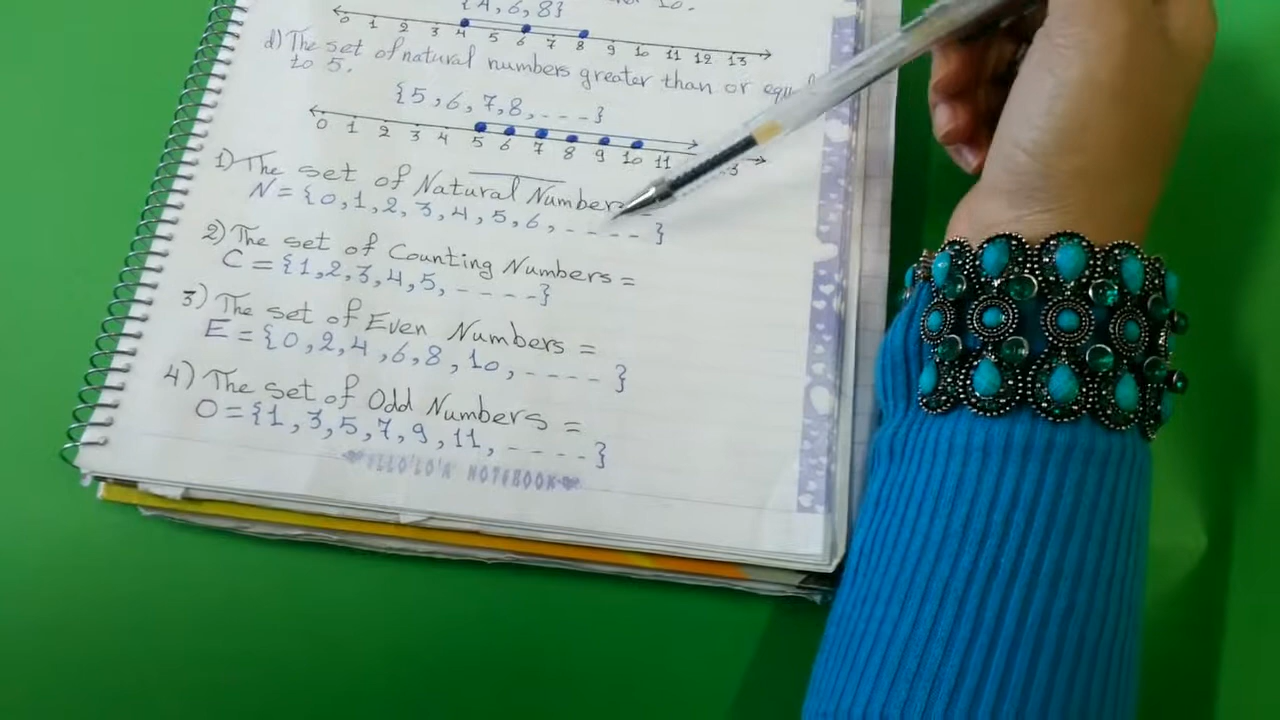 {4,6,8}
10.
0 1 2 3 4 5 6 7 8 9 10 11 12 13
d) The set of natural numbers greater than or
to 5.
{5,6,7,8,---}
0 1 2 3 4 5 6 7 8 9 10 11 3
1) The set of Natural Numbers =
N={0,1,2,3,4,5,6,-----}
2) The set of Counting Numbers =
C={1,2,3,4,5,-----}
3) The set of Even Numbers =
E={0,2,4,6,8,10,-----}
4) The set of Odd Numbers =
O={1,3,5,7,9,11,-----}
NOTEBOOK